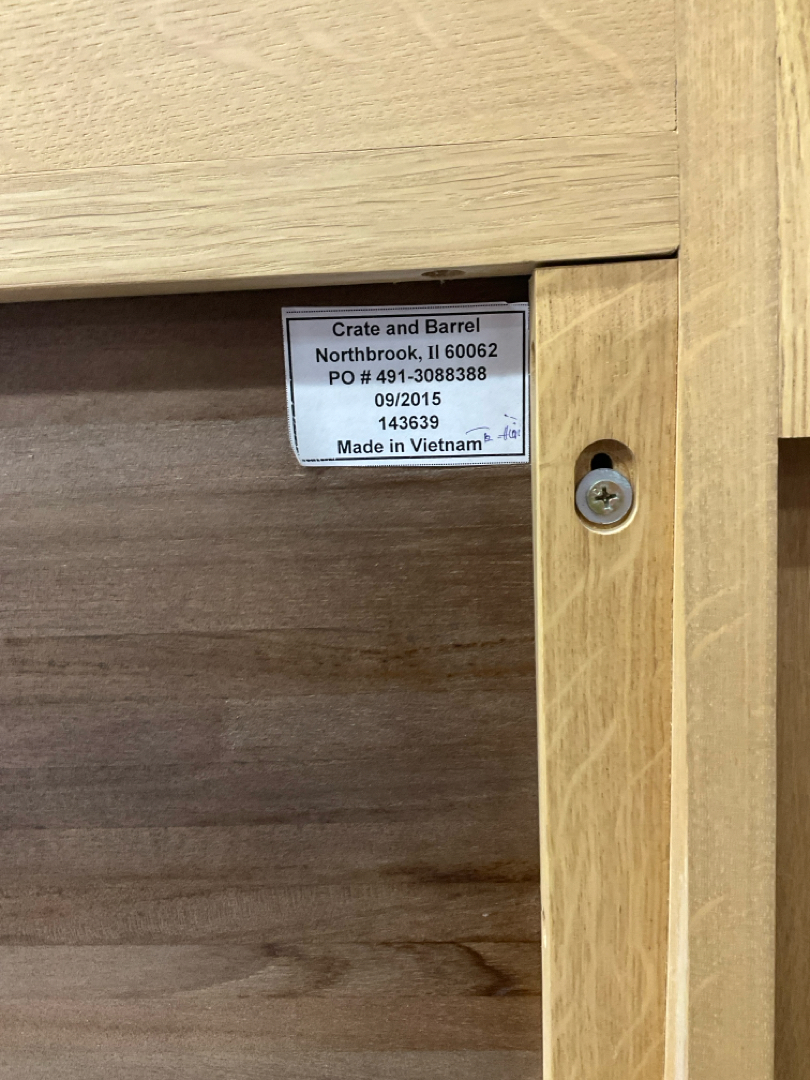 Crate and Barrel
Northbrook, Il 60062
PO # 491-3088388
09/2015
143639
Made in Vietnam